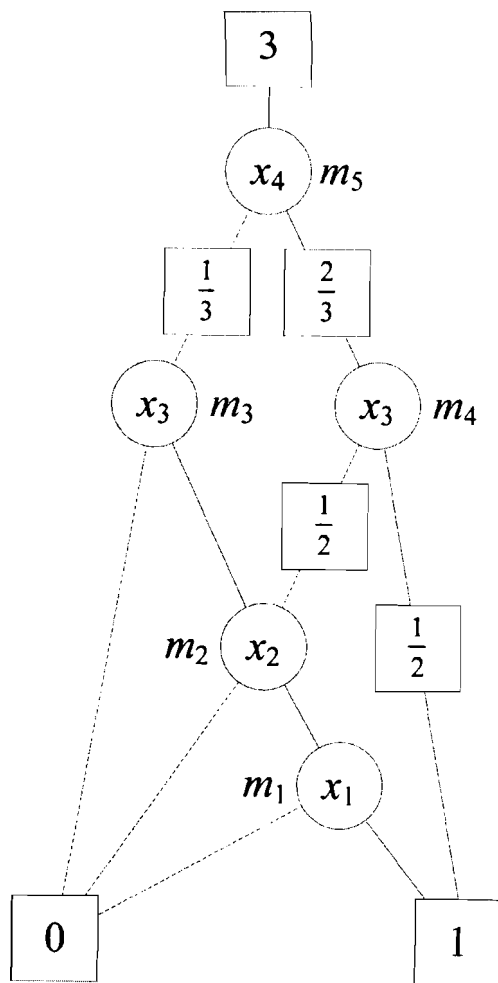 3
x₄ m₅
1/3 2/3
x₃ m₃ x₃ m₄
1/2
m₂ x₂ 1/2
m₁ x₁
0 1